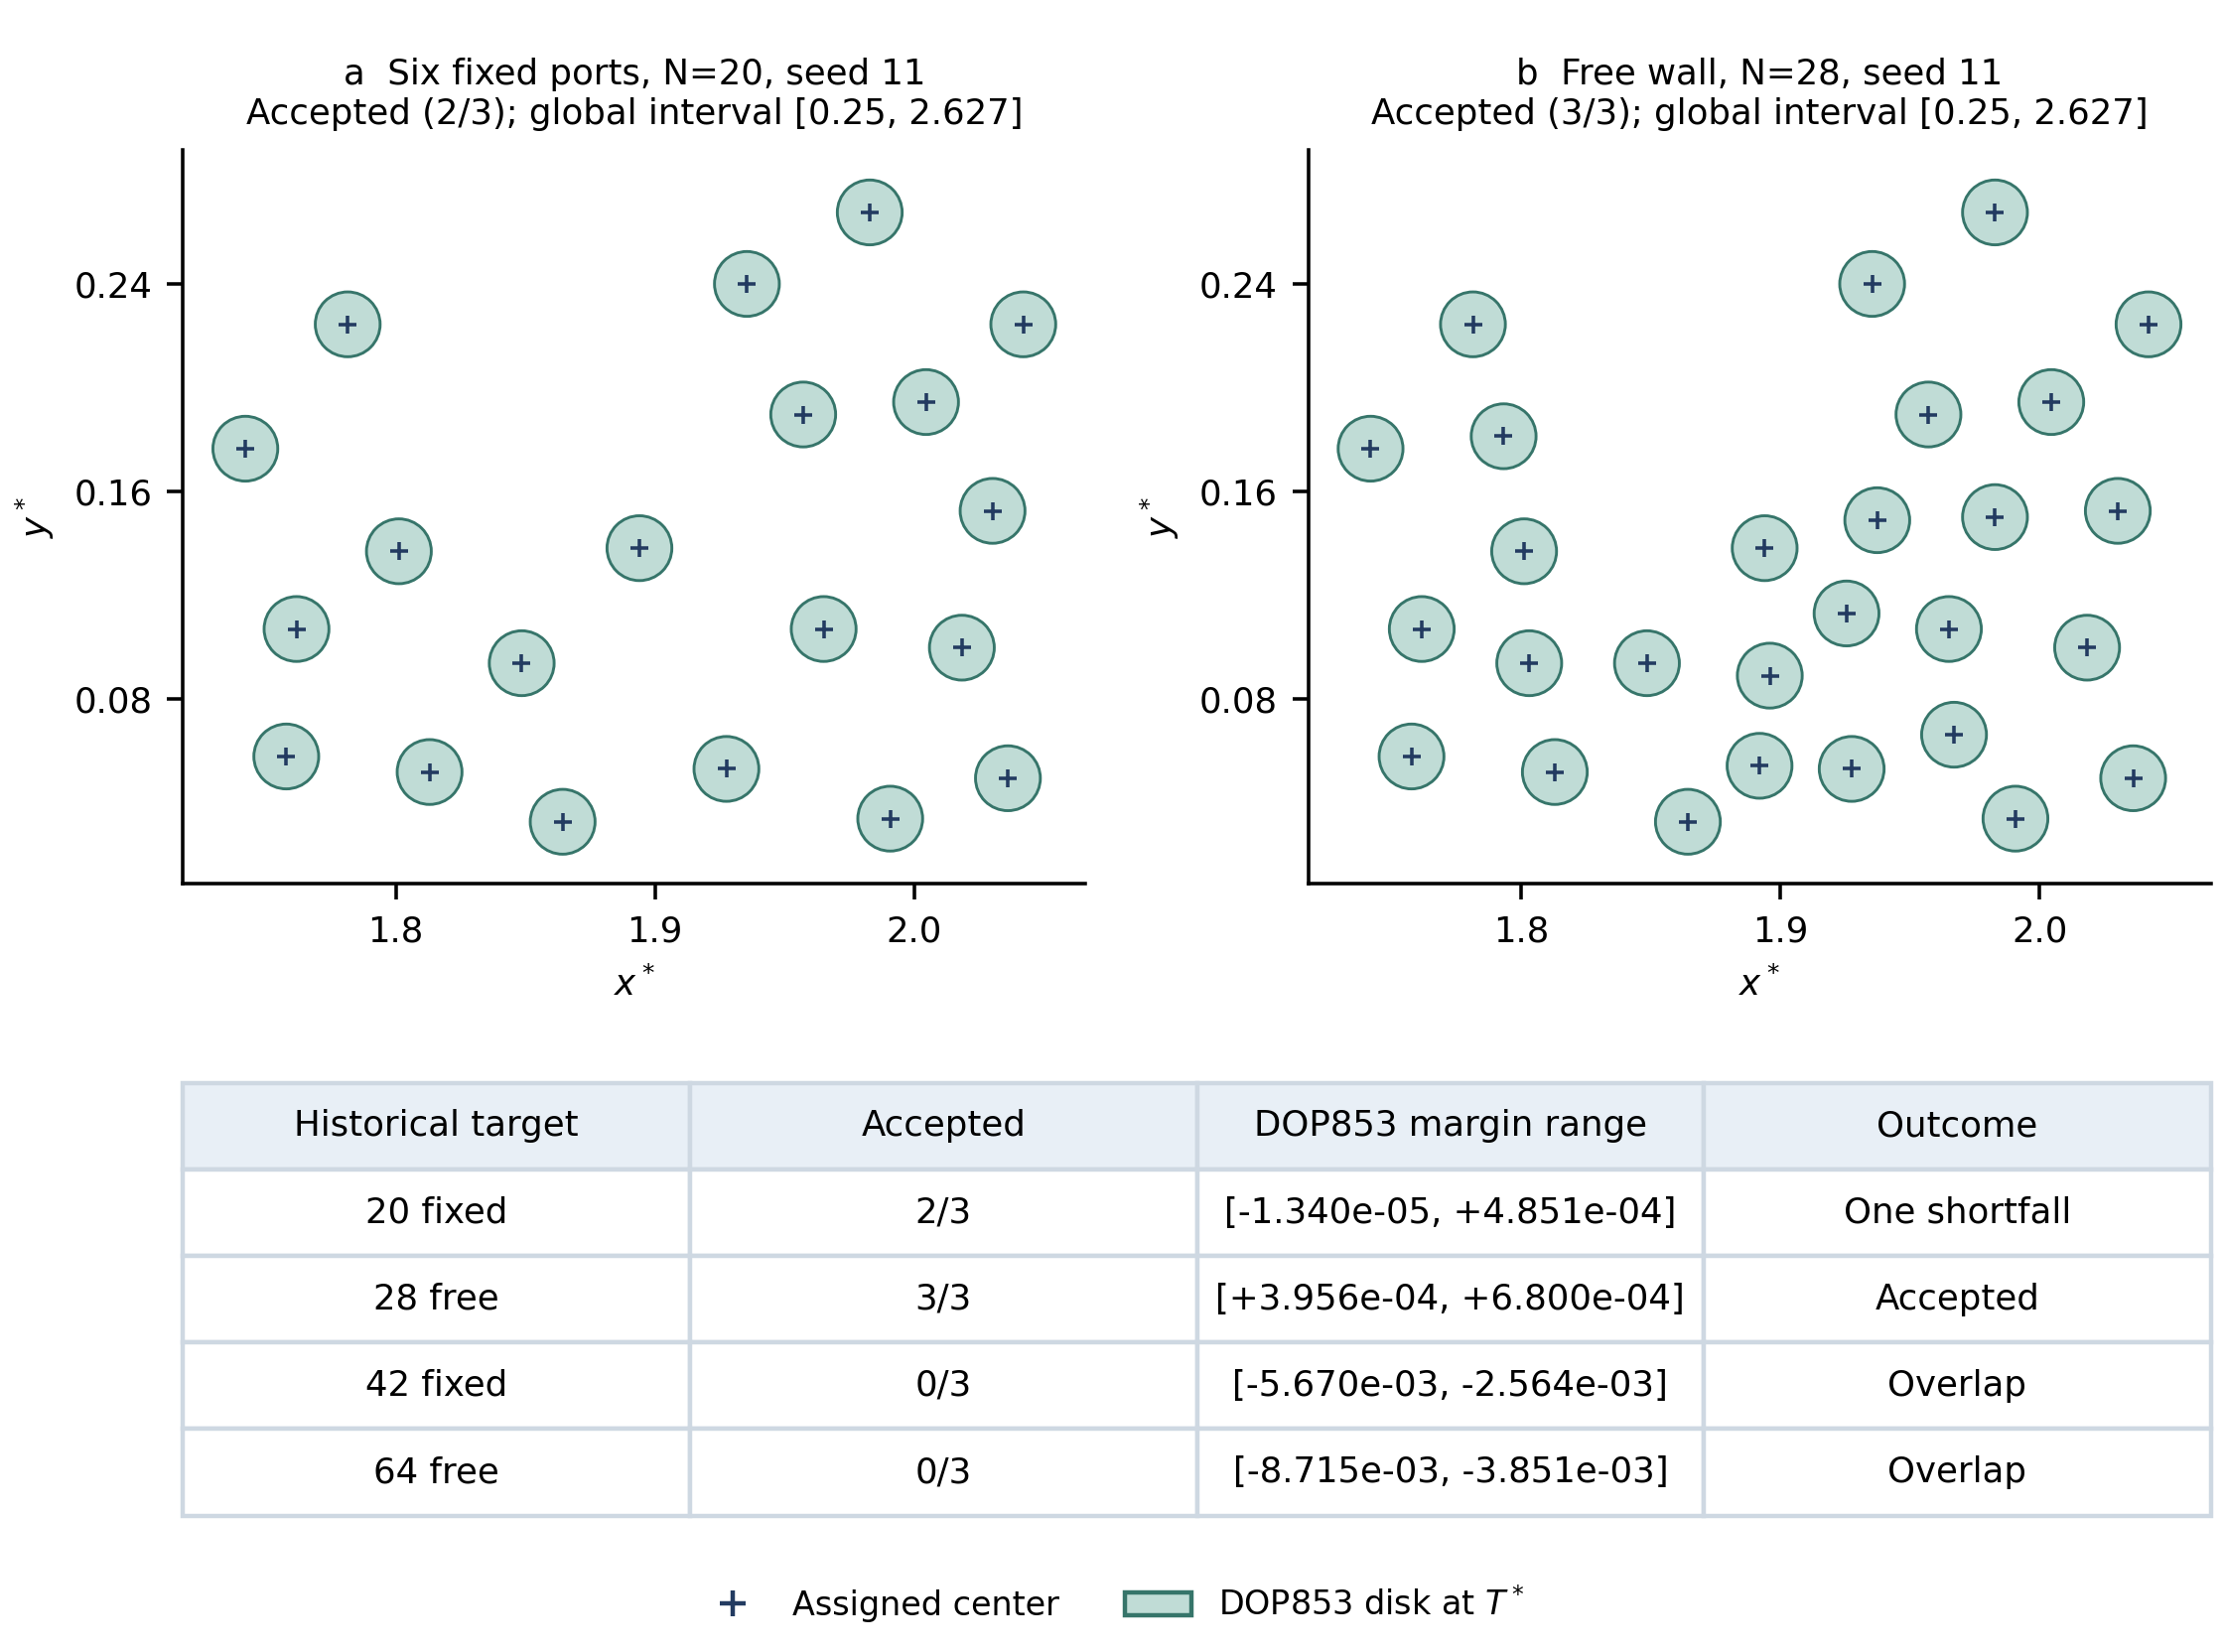 a  Six fixed ports, N=20, seed 11
Accepted (2/3); global interval [0.25, 2.627]
0.24
0.16
0.08
y*
1.8 1.9 2.0
x*
b  Free wall, N=28, seed 11
Accepted (3/3); global interval [0.25, 2.627]
0.24
0.16
0.08
y*
1.8 1.9 2.0
x*
Historical target Accepted DOP853 margin range Outcome
20 fixed 2/3 [-1.340e-05, +4.851e-04] One shortfall
28 free 3/3 [+3.956e-04, +6.800e-04] Accepted
42 fixed 0/3 [-5.670e-03, -2.564e-03] Overlap
64 free 0/3 [-8.715e-03, -3.851e-03] Overlap
Assigned center DOP853 disk at T*